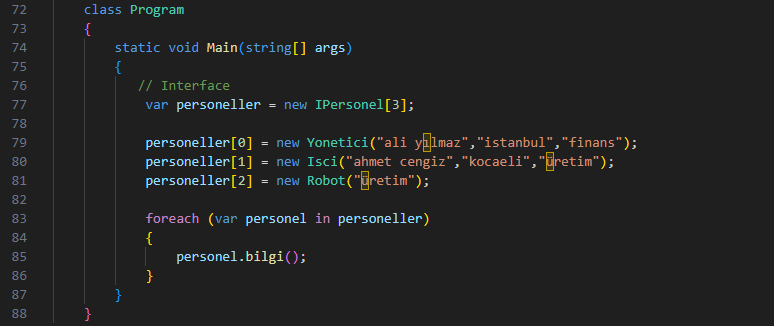 72 class Program
73 {
74 static void Main(string[] args)
75 {
76 // Interface
77 var personeller = new IPersonel[3];
78
79 personeller[0] = new Yonetici("ali yılmaz","istanbul","finans");
80 personeller[1] = new Isci("ahmet cengiz","kocaeli","üretim");
81 personeller[2] = new Robot("üretim");
82
83 foreach (var personel in personeller)
84 {
85 personel.bilgi();
86 }
87 }
88 }